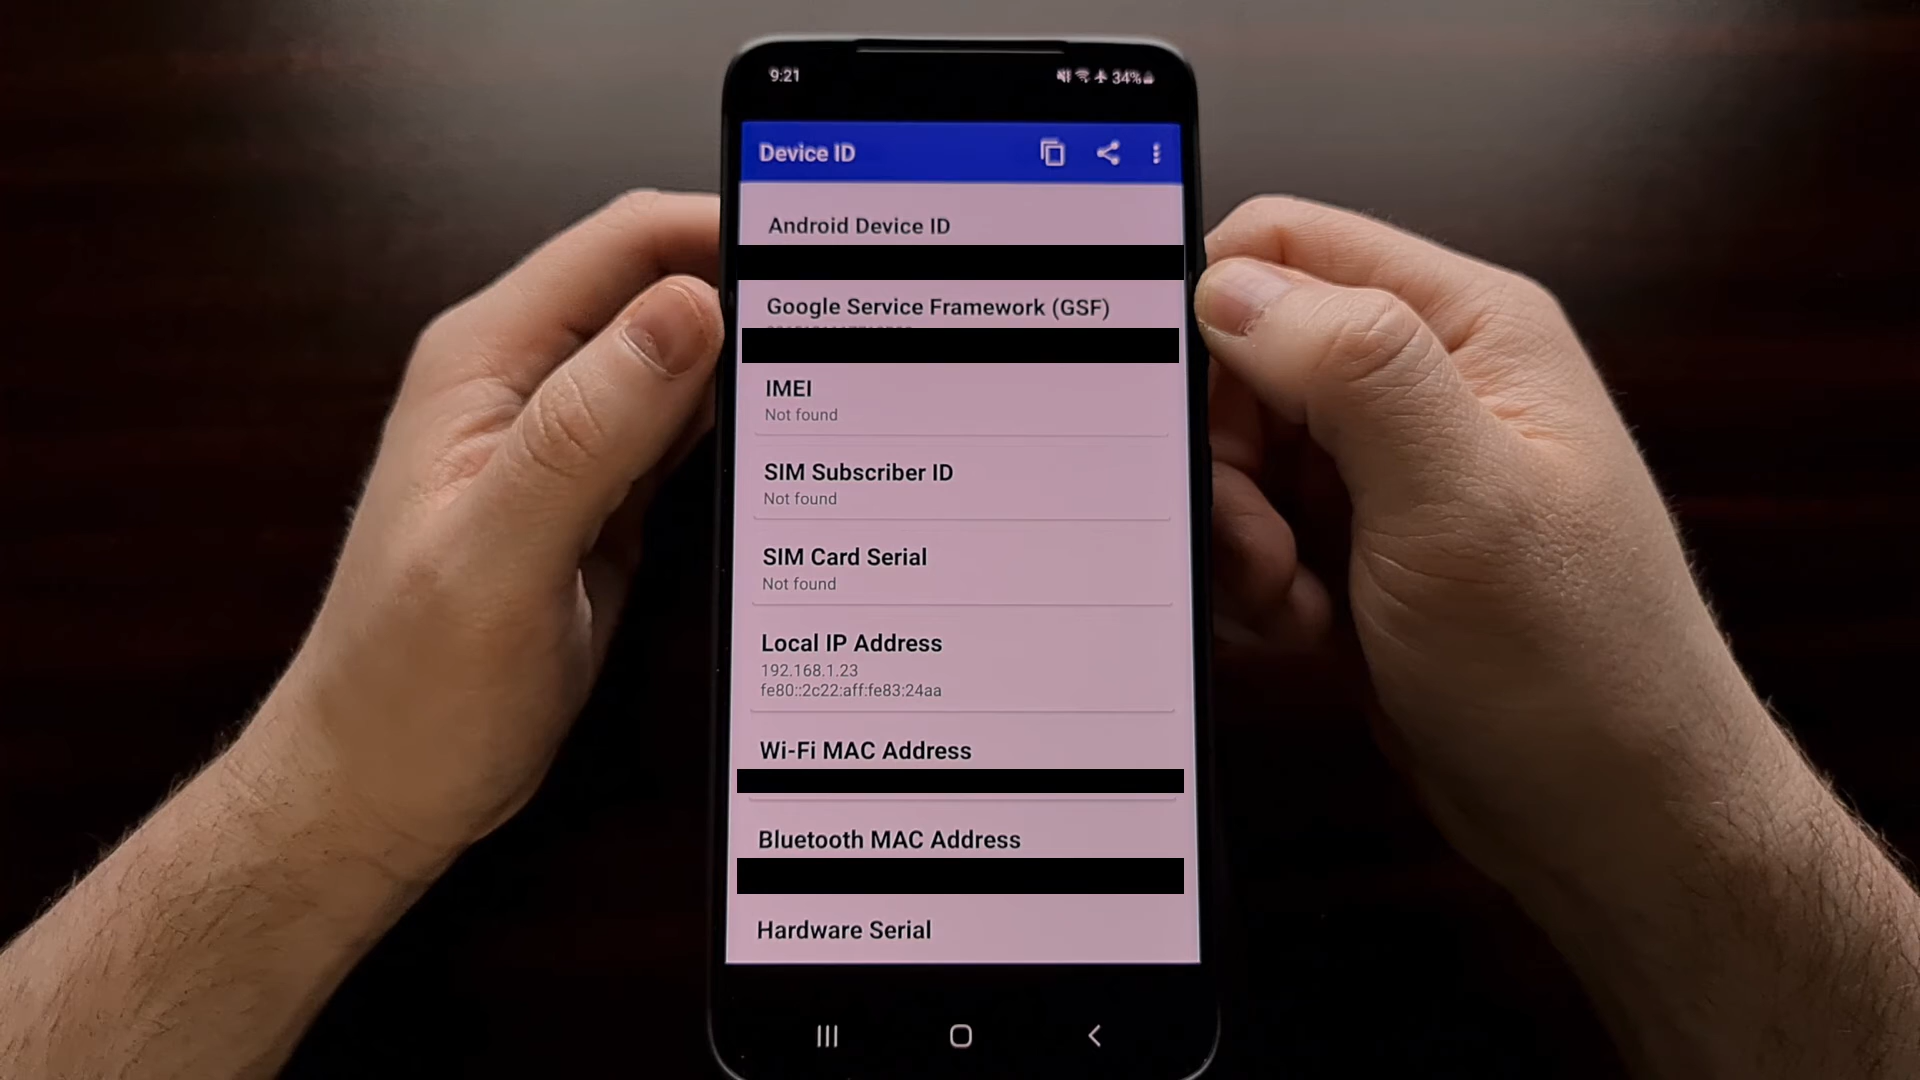 9:21
34%
Device ID
Android Device ID
Google Service Framework (GSF)
IMEI
Not found
SIM Subscriber ID
Not found
SIM Card Serial
Not found
Local IP Address
192.168.1.23
fe80::2c22:aff:fe83:24aa
Wi-Fi MAC Address
Bluetooth MAC Address
Hardware Serial